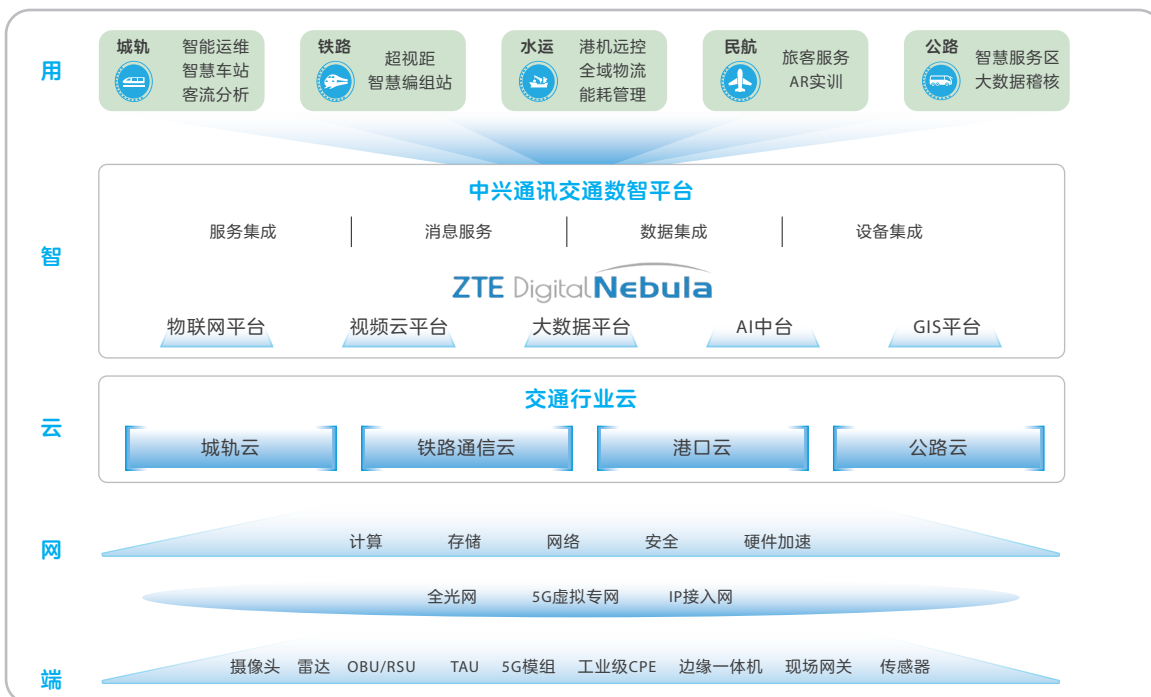 用
城轨
智能运维
智慧车站
客流分析
铁路
超视距
智慧编组站
水运
港机远控
全域物流
能耗管理
民航
旅客服务
AR实训
公路
智慧服务区
大数据稽核
智
中兴通讯交通数智平台
服务集成 消息服务 数据集成 设备集成
ZTE Digital Nebula
物联网平台 视频云平台 大数据平台 AI中台 GIS平台
云
交通行业云
城轨云 铁路通信云 港口云 公路云
网
计算 存储 网络 安全 硬件加速
全光网 5G虚拟专网 IP接入网
端
摄像头 雷达 OBU/RSU TAU 5G模组 工业级CPE 边缘一体机 现场网关 传感器